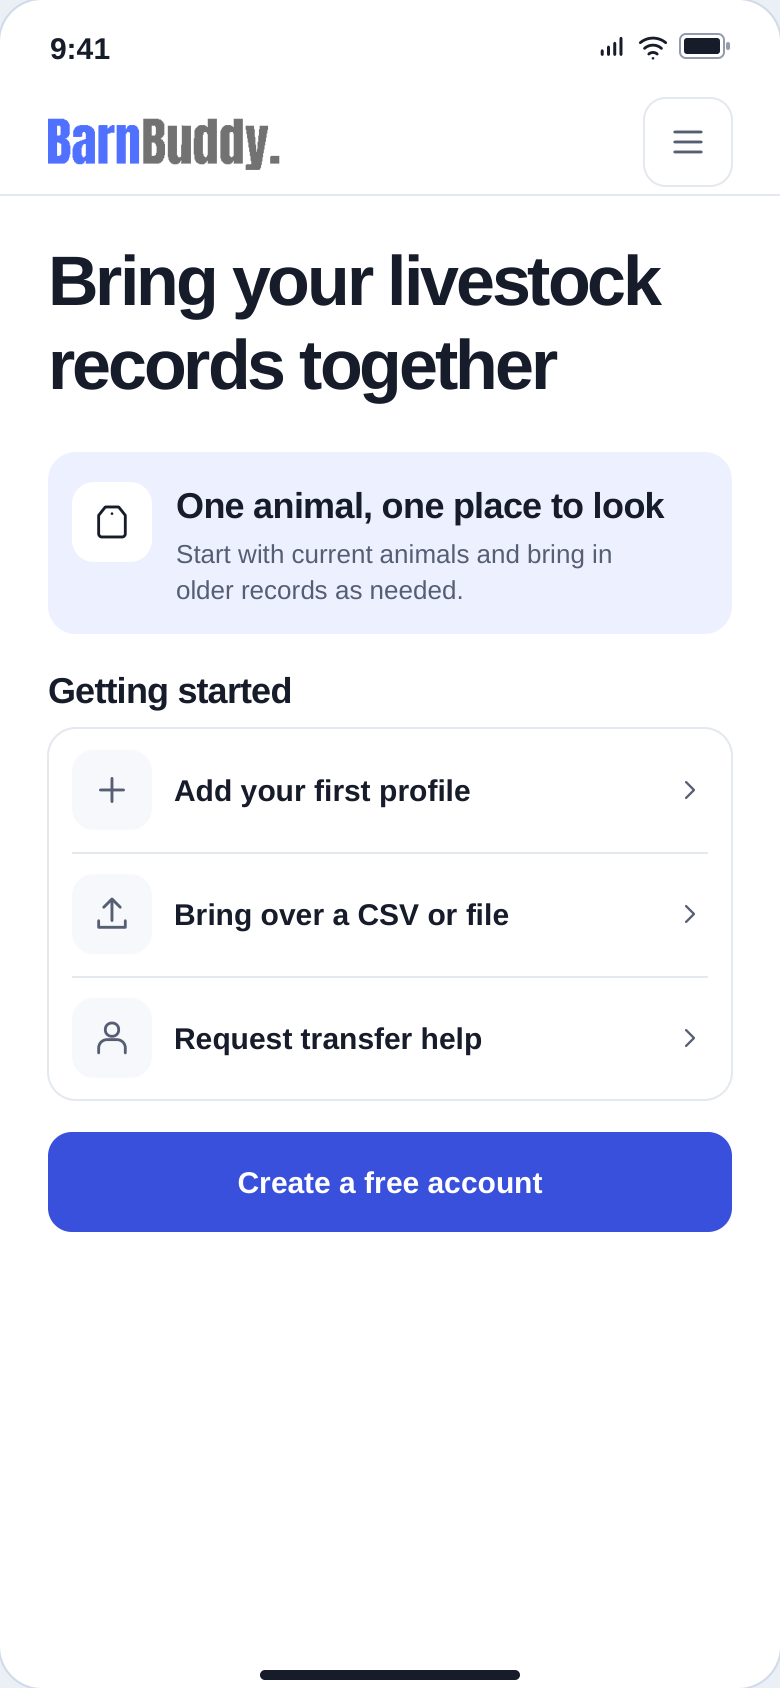 9:41
BarnBuddy.
Bring your livestock
records together
One animal, one place to look
Start with current animals and bring in
older records as needed.
Getting started
Add your first profile
Bring over a CSV or file
Request transfer help
Create a free account